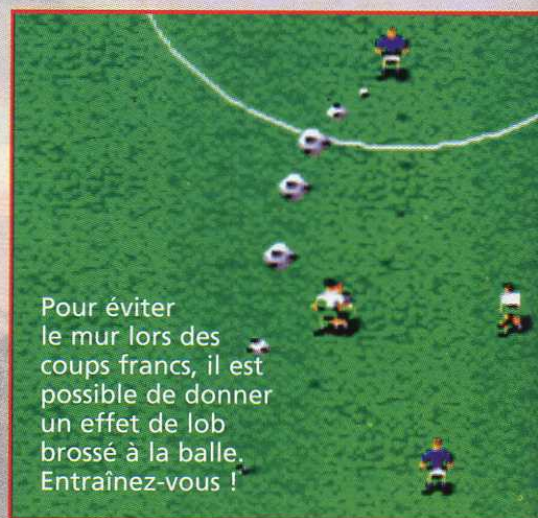 Pour éviter
le mur lors des
coups francs, il est
possible de donner
un effet de lob
brossé à la balle.
Entraînez-vous !